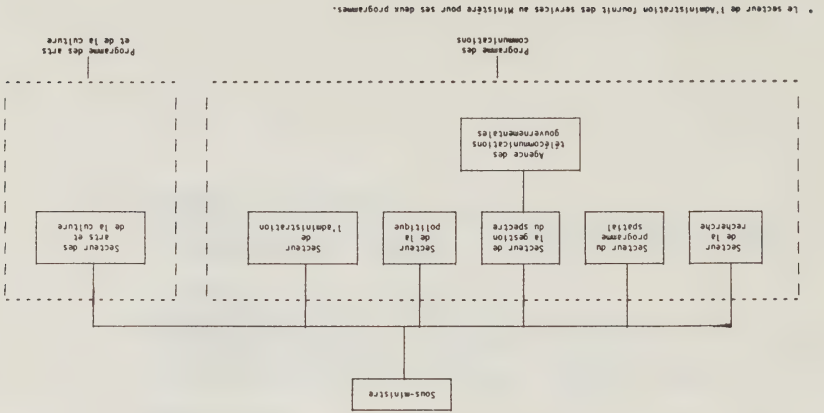 Sous-ministre
Secteur
de la
recherche
Secteur du
programme
spatial
Secteur de
la gestion
du spectre
Secteur
de la
politique
Secteur
de
l'administration
Secteur des
arts et
de la culture
Agence des
télécommunications
gouvernementales
Programme des
communications
Programme des arts
et de la culture
* Le secteur de l'Administration fournit des services au Ministère pour ses deux programmes.